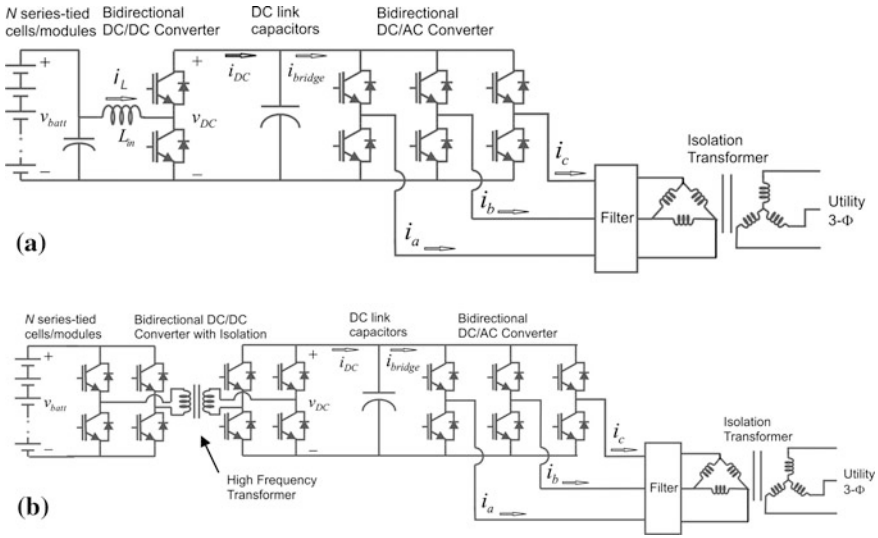 N series-tied
cells/modules
Bidirectional
DC/DC Converter
DC link
capacitors
Bidirectional
DC/AC Converter
+
i_L
+
i_DC
i_bridge
v_batt
L_in
v_DC
−
−
i_c
Isolation
Transformer
Filter
Utility
3-Φ
i_b
i_a
(a)
N series-tied
cells/modules
Bidirectional DC/DC
Converter with Isolation
DC link
capacitors
Bidirectional
DC/AC Converter
+
+
i_DC
i_bridge
v_batt
v_DC
−
−
High Frequency
Transformer
i_c
Isolation
Transformer
Filter
Utility
3-Φ
i_b
i_a
(b)